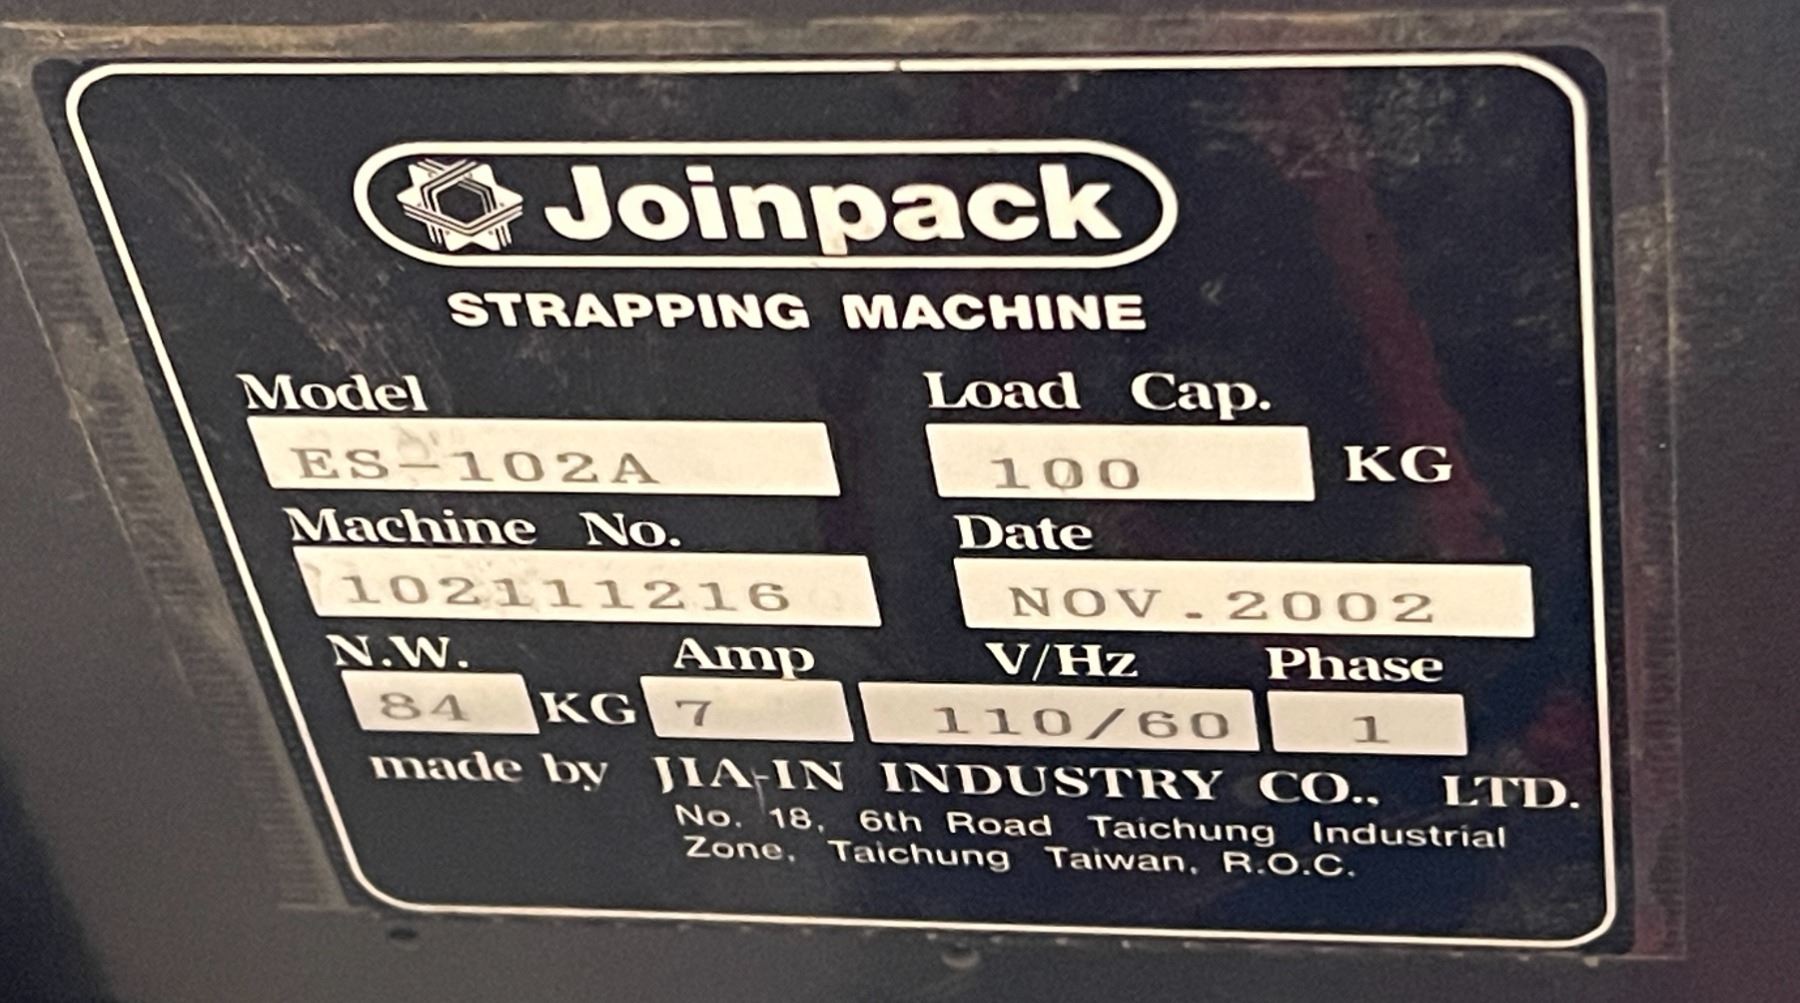 Joinpack
STRAPPING MACHINE
Model Load Cap.
ES-102A 100 KG
Machine No. Date
102111216 NOV.2002
N.W. Amp V/Hz Phase
84 KG 7 110/60 1
made by JIA-IN INDUSTRY CO., LTD.
No. 18, 6th Road Taichung Industrial
Zone, Taichung Taiwan, R.O.C.